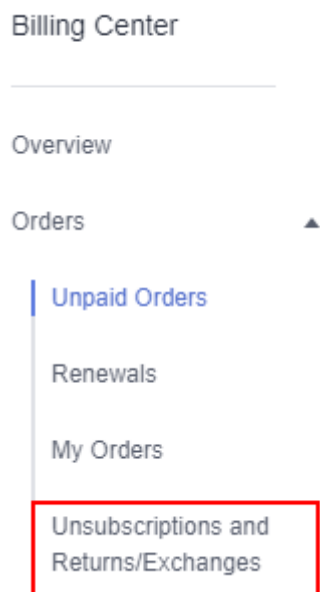 Billing Center
Overview
Orders
Unpaid Orders
Renewals
My Orders
Unsubscriptions and
Returns/Exchanges